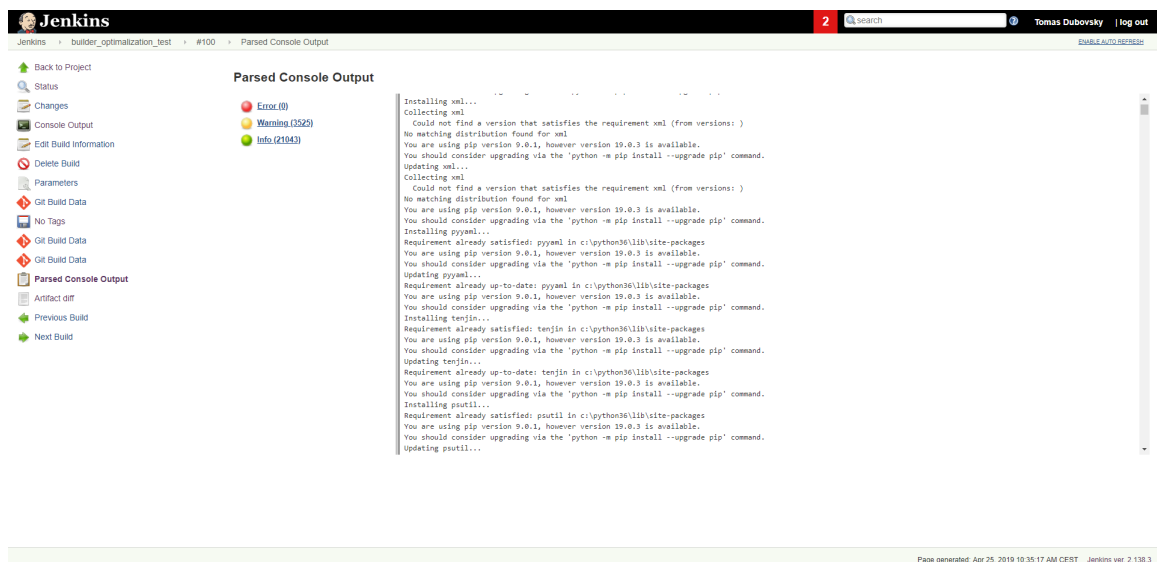 Jenkins
2
search
Tomas Dubovsky | log out
Jenkins › builder_optimalization_test › #100 › Parsed Console Output
ENABLE AUTO REFRESH
Back to Project
Status
Changes
Console Output
Edit Build Information
Delete Build
Parameters
Git Build Data
No Tags
Git Build Data
Git Build Data
Parsed Console Output
Artifact diff
Previous Build
Next Build
Parsed Console Output
Error (0)
Warning (3525)
Info (21043)
Installing xml...
Collecting xml
  Could not find a version that satisfies the requirement xml (from versions: )
No matching distribution found for xml
You are using pip version 9.0.1, however version 19.0.3 is available.
You should consider upgrading via the 'python -m pip install --upgrade pip' command.
Updating xml...
Collecting xml
  Could not find a version that satisfies the requirement xml (from versions: )
No matching distribution found for xml
You are using pip version 9.0.1, however version 19.0.3 is available.
You should consider upgrading via the 'python -m pip install --upgrade pip' command.
Installing pyyaml...
Requirement already satisfied: pyyaml in c:\python36\lib\site-packages
You are using pip version 9.0.1, however version 19.0.3 is available.
You should consider upgrading via the 'python -m pip install --upgrade pip' command.
Updating pyyaml...
Requirement already up-to-date: pyyaml in c:\python36\lib\site-packages
You are using pip version 9.0.1, however version 19.0.3 is available.
You should consider upgrading via the 'python -m pip install --upgrade pip' command.
Installing tenjin...
Requirement already satisfied: tenjin in c:\python36\lib\site-packages
You are using pip version 9.0.1, however version 19.0.3 is available.
You should consider upgrading via the 'python -m pip install --upgrade pip' command.
Updating tenjin...
Requirement already up-to-date: tenjin in c:\python36\lib\site-packages
You are using pip version 9.0.1, however version 19.0.3 is available.
You should consider upgrading via the 'python -m pip install --upgrade pip' command.
Installing psutil...
Requirement already satisfied: psutil in c:\python36\lib\site-packages
You are using pip version 9.0.1, however version 19.0.3 is available.
You should consider upgrading via the 'python -m pip install --upgrade pip' command.
Updating psutil...
Page generated: Apr 25, 2019 10:35:17 AM CEST Jenkins ver. 2.138.3